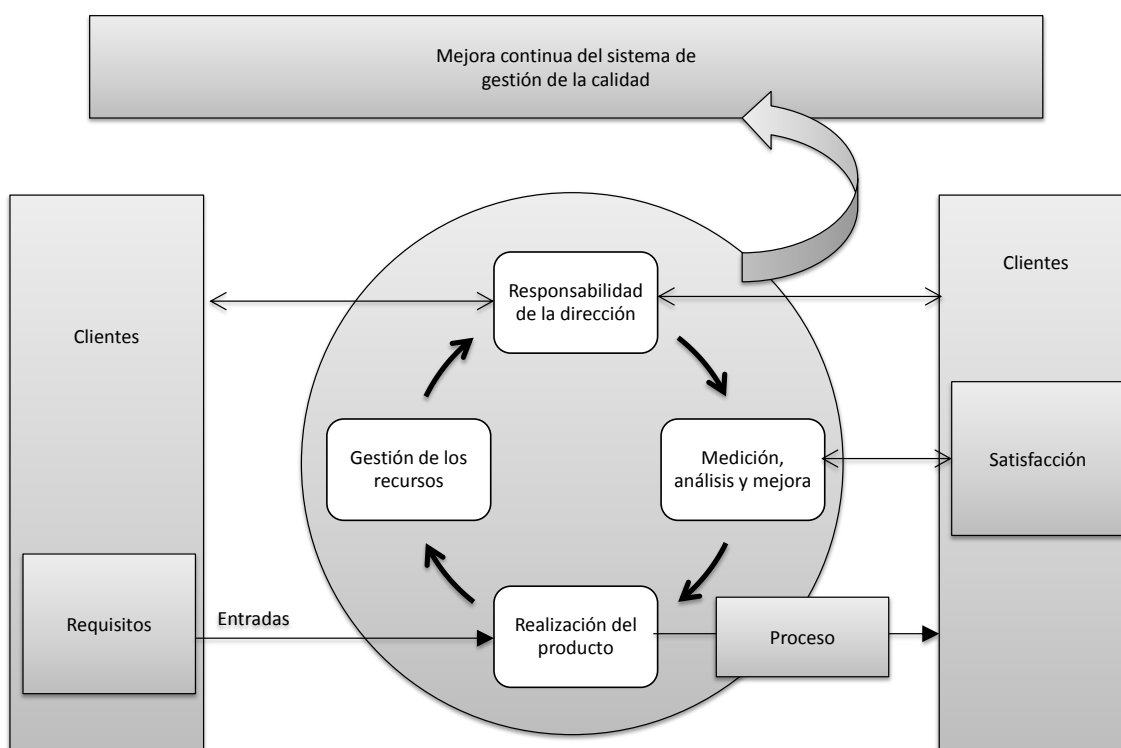 Mejora continua del sistema de
gestión de la calidad
Clientes
Responsabilidad
de la dirección
Clientes
Gestión de los
recursos
Medición,
análisis y mejora
Satisfacción
Requisitos
Entradas
Realización del
producto
Proceso